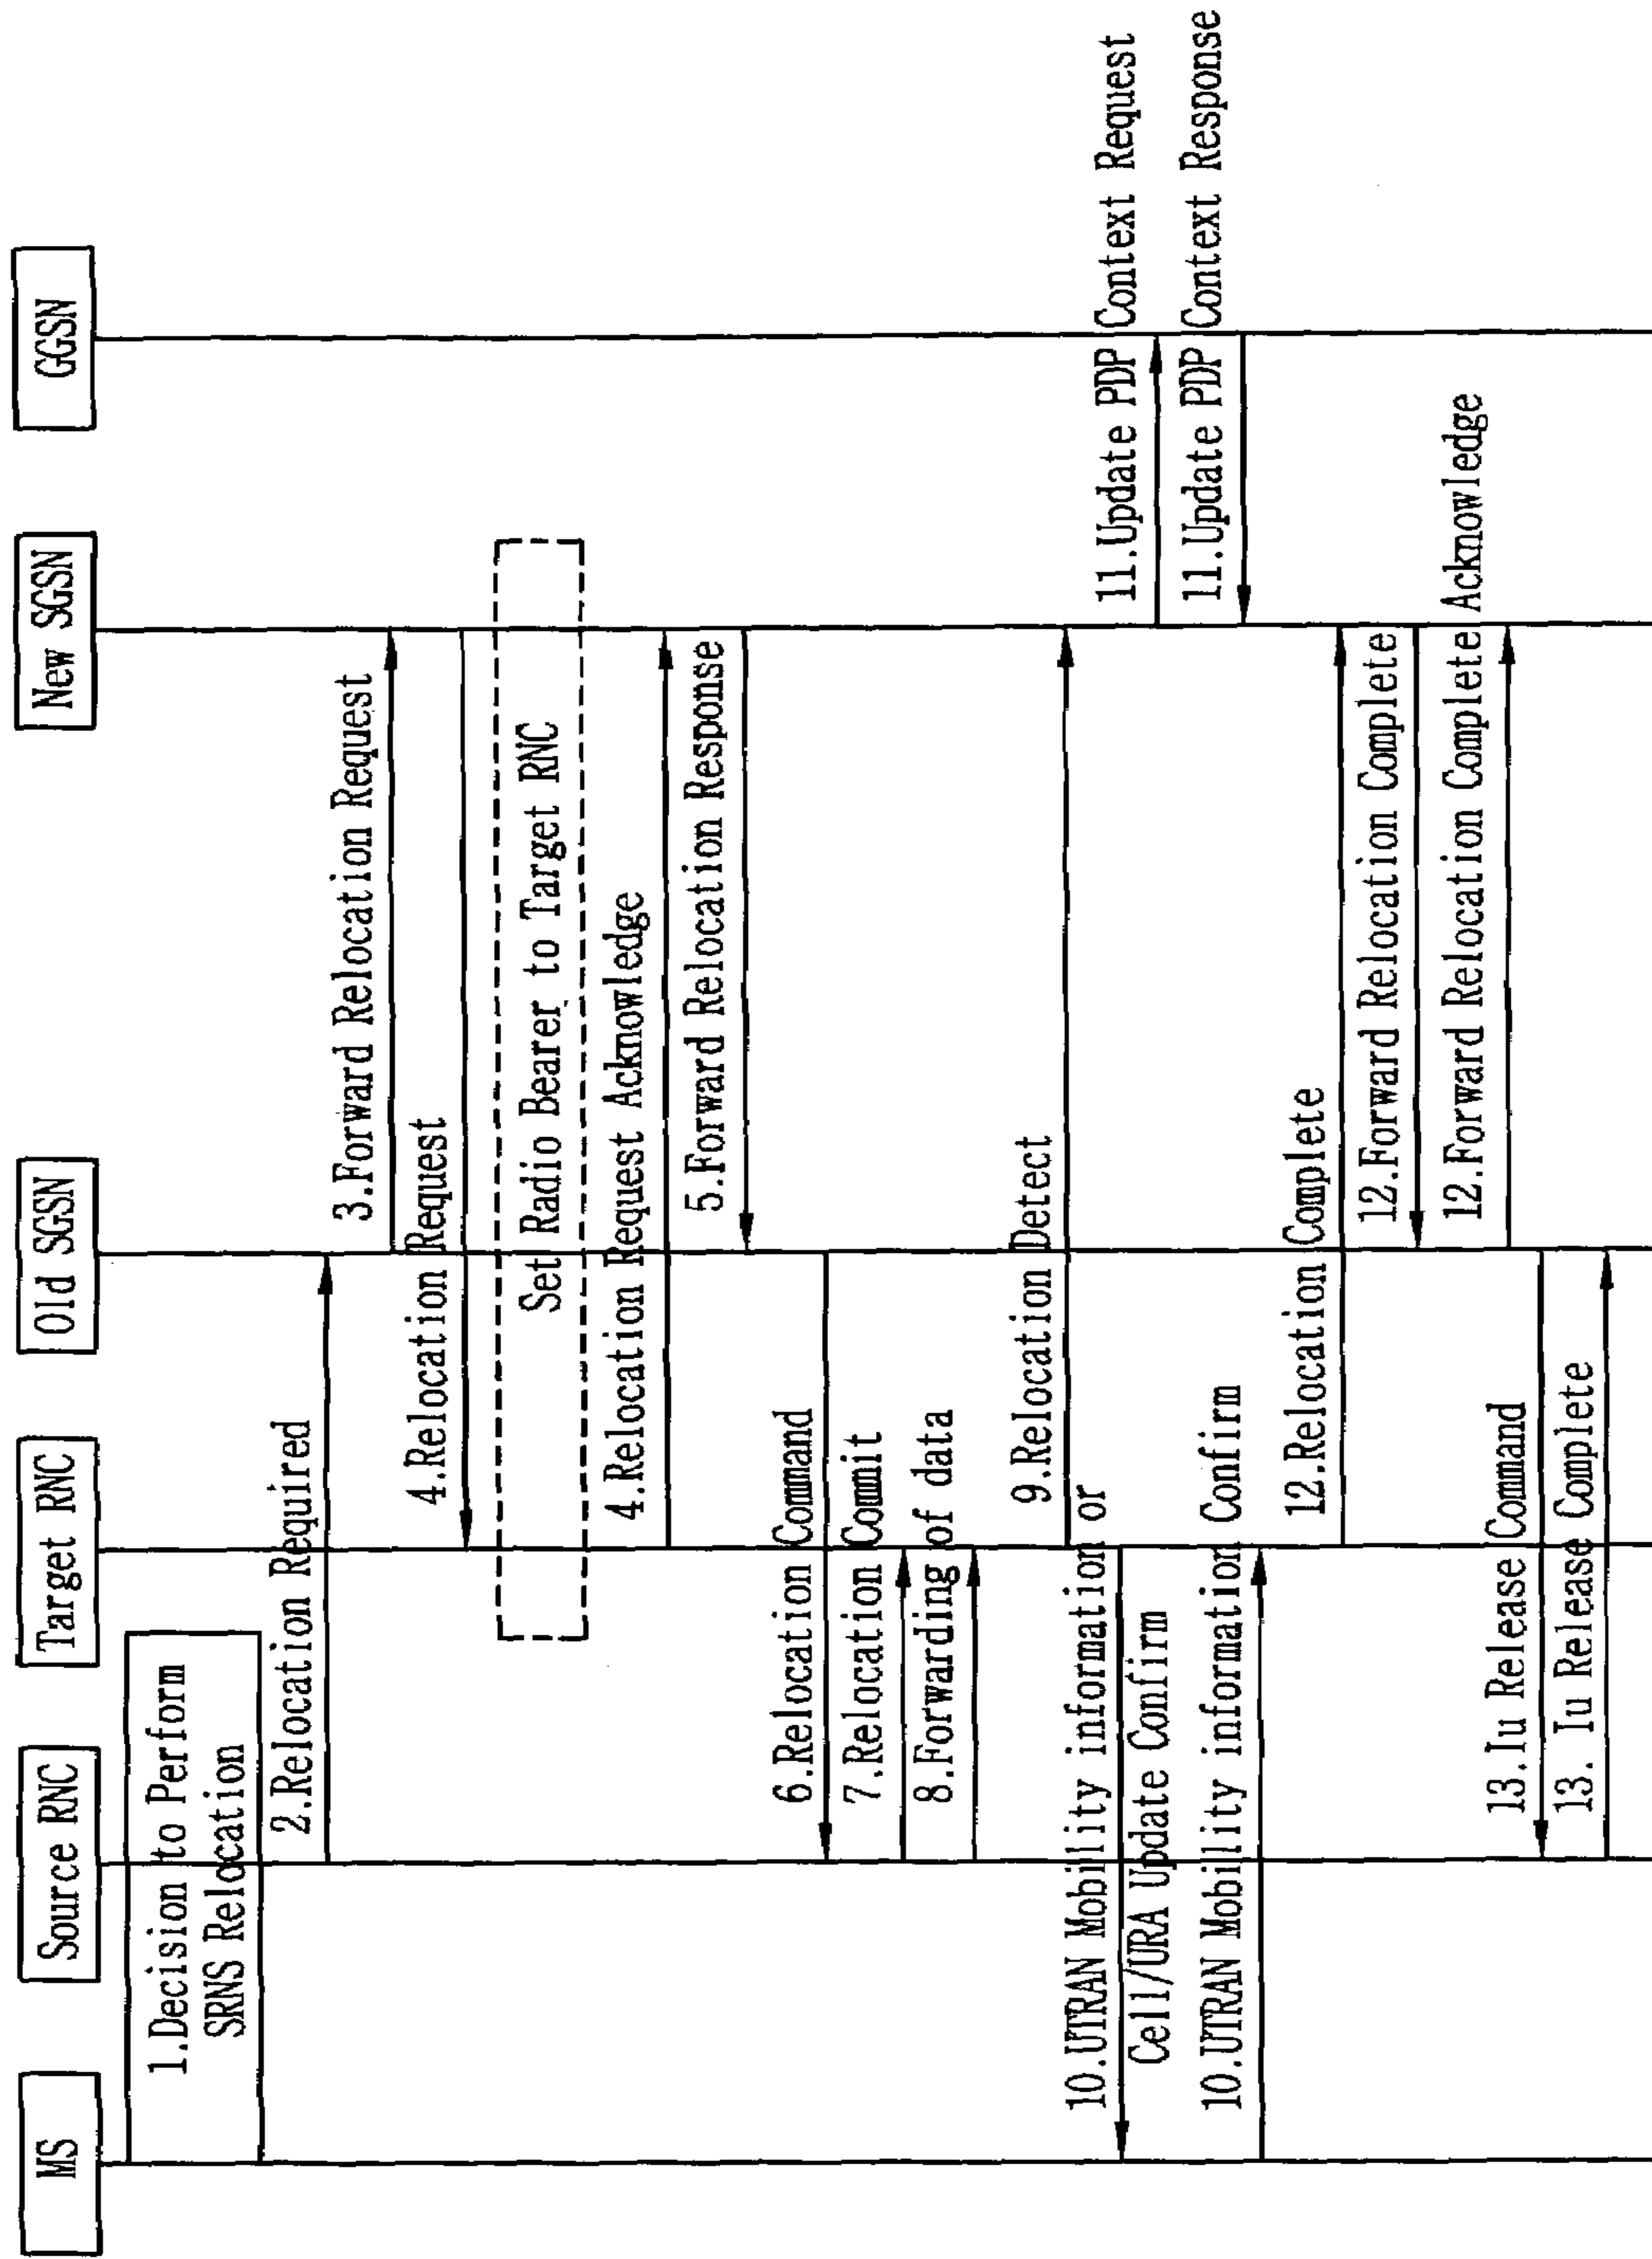 MS
Source RNC
Target RNC
Old SGSN
New SGSN
GGSN
1.Decision to Perform
SRNS Relocation
2.Relocation Required
3.Forward Relocation Request
4.Relocation Request
Set Radio Bearer to Target RNC
4.Relocation Request Acknowledge
5.Forward Relocation Response
6.Relocation Command
7.Relocation Commit
8.Forwarding of data
9.Relocation Detect
10.UTRAN Mobility information or
Cell/URA Update Confirm
11.Update PDP Context Request
11.Update PDP Context Response
10.UTRAN Mobility information Confirm
12.Relocation Complete
12.Forward Relocation Complete
12.Forward Relocation Complete Acknowledge
13.Iu Release Command
13. Iu Release Complete